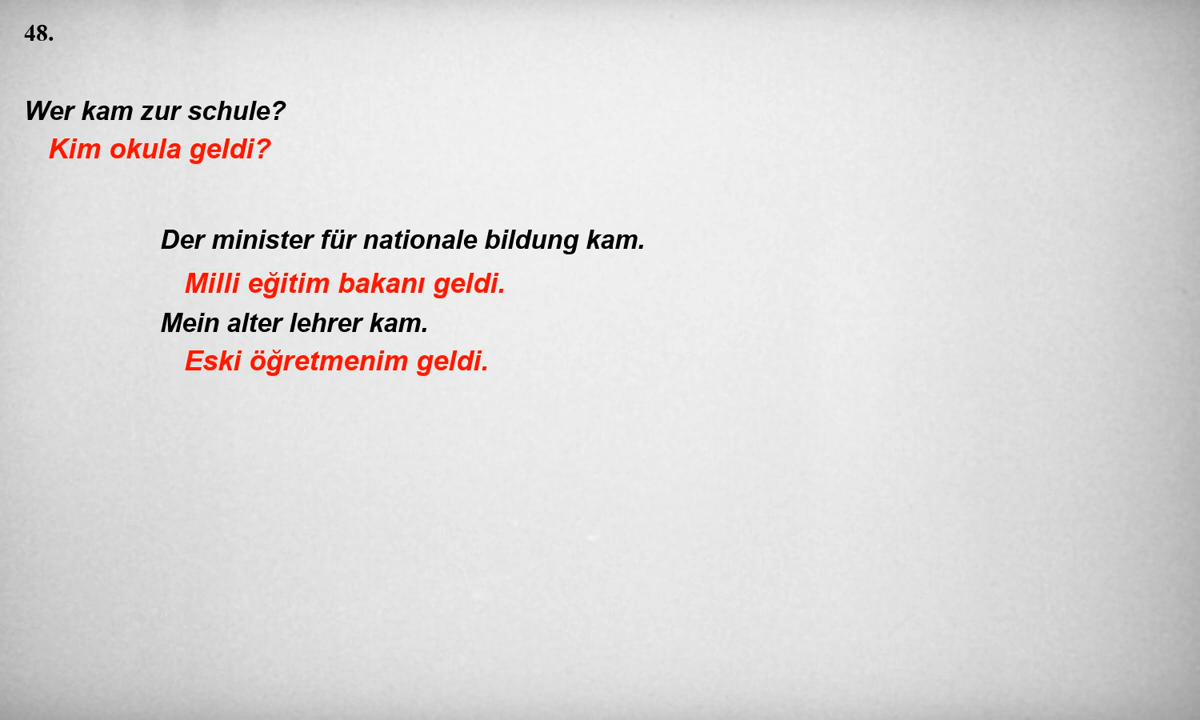 48.
Wer kam zur schule?
Kim okula geldi?
Der minister für nationale bildung kam.
Milli eğitim bakanı geldi.
Mein alter lehrer kam.
Eski öğretmenim geldi.